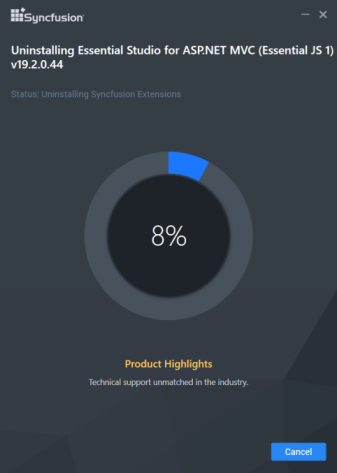 Syncfusion
Uninstalling Essential Studio for ASP.NET MVC (Essential JS 1)
v19.2.0.44
Status: Uninstalling Syncfusion Extensions
8%
Product Highlights
Technical support unmatched in the industry.
Cancel